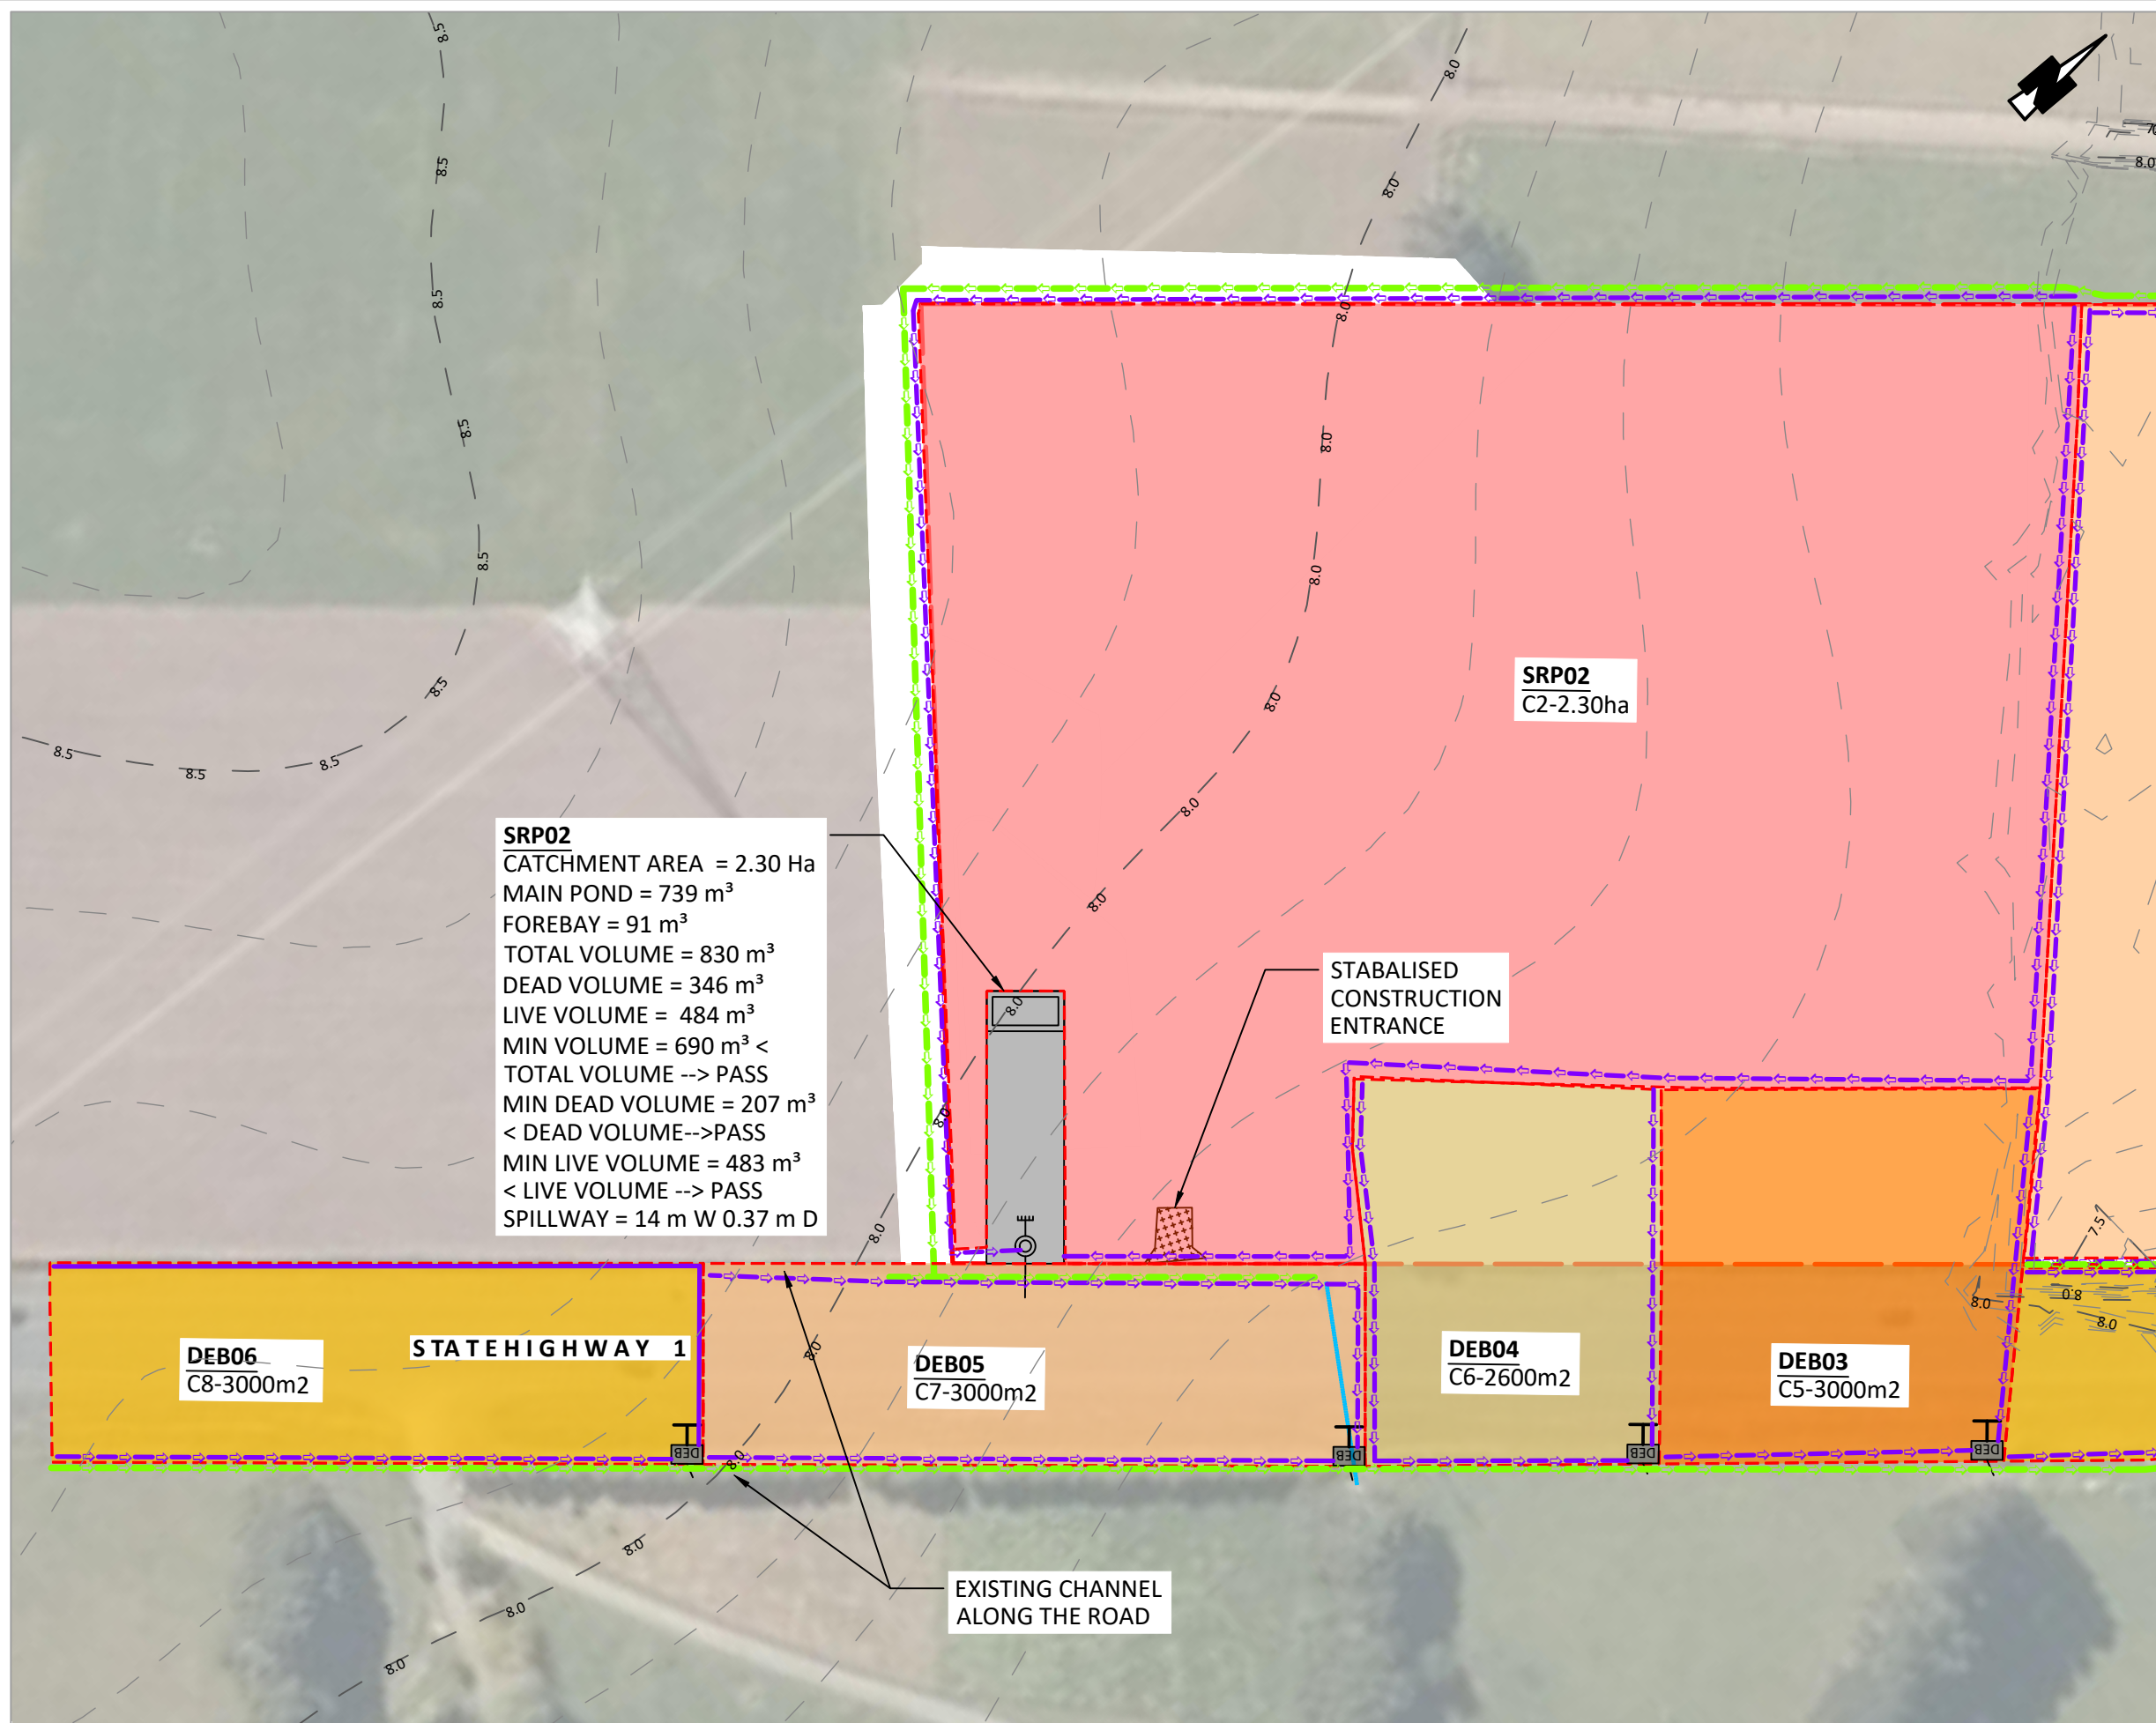 8.5
8.0
8.0
70
8.0
8.5
8.5
8.0
8.5
8.0
8.5
8.0
SRP02
C2-2.30ha
8.5
8.0
8.5
8.5
8.5
8.0
8.0
SRP02
CATCHMENT AREA = 2.30 Ha
MAIN POND = 739 m³
FOREBAY = 91 m³
TOTAL VOLUME = 830 m³
DEAD VOLUME = 346 m³
LIVE VOLUME = 484 m³
MIN VOLUME = 690 m³ <
TOTAL VOLUME --> PASS
MIN DEAD VOLUME = 207 m³
< DEAD VOLUME-->PASS
MIN LIVE VOLUME = 483 m³
< LIVE VOLUME --> PASS
SPILLWAY = 14 m W 0.37 m D
STABALISED
CONSTRUCTION
ENTRANCE
8.0
8.0
8.0
7.5
8.0
8.0
8.0
STATEHIGHWAY 1
DEB06
C8-3000m2
8.0
DEB05
C7-3000m2
DEB04
C6-2600m2
DEB03
C5-3000m2
DEB
DEB
DEB
DEB
8.0
8.0
EXISTING CHANNEL
ALONG THE ROAD
8.0
8.0